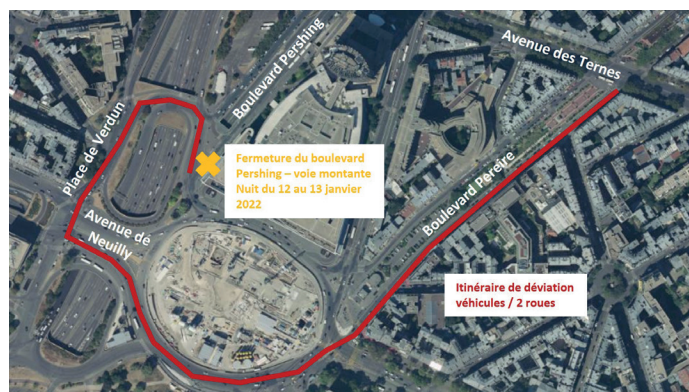 Boulevard Pershing
Avenue des Ternes
Place de Verdun
Fermeture du boulevard
Pershing – voie montante
Nuit du 12 au 13 janvier
2022
Boulevard Pereire
Avenue de
Neuilly
Itinéraire de déviation
véhicules / 2 roues